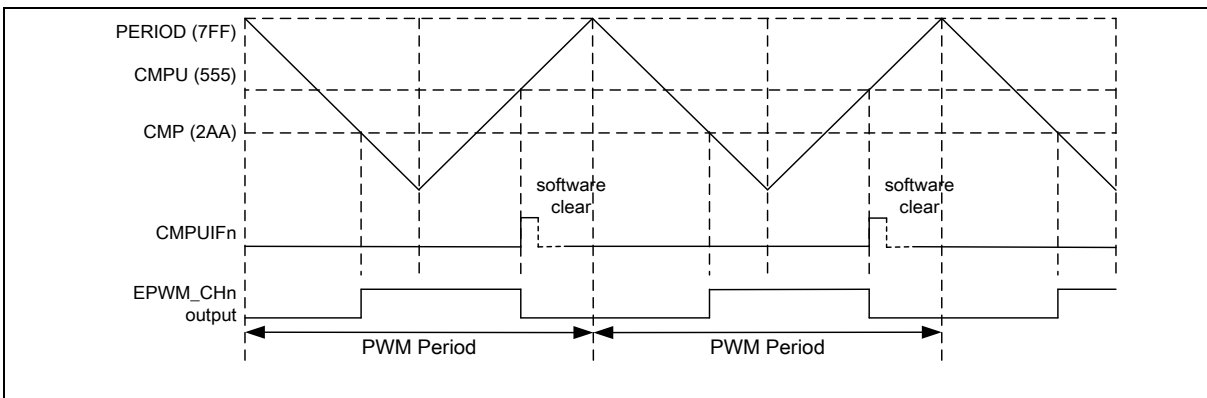 PERIOD (7FF)
CMPU (555)
CMP (2AA)
software
clear
software
clear
CMPUIFn
EPWM_CHn
output
PWM Period
PWM Period